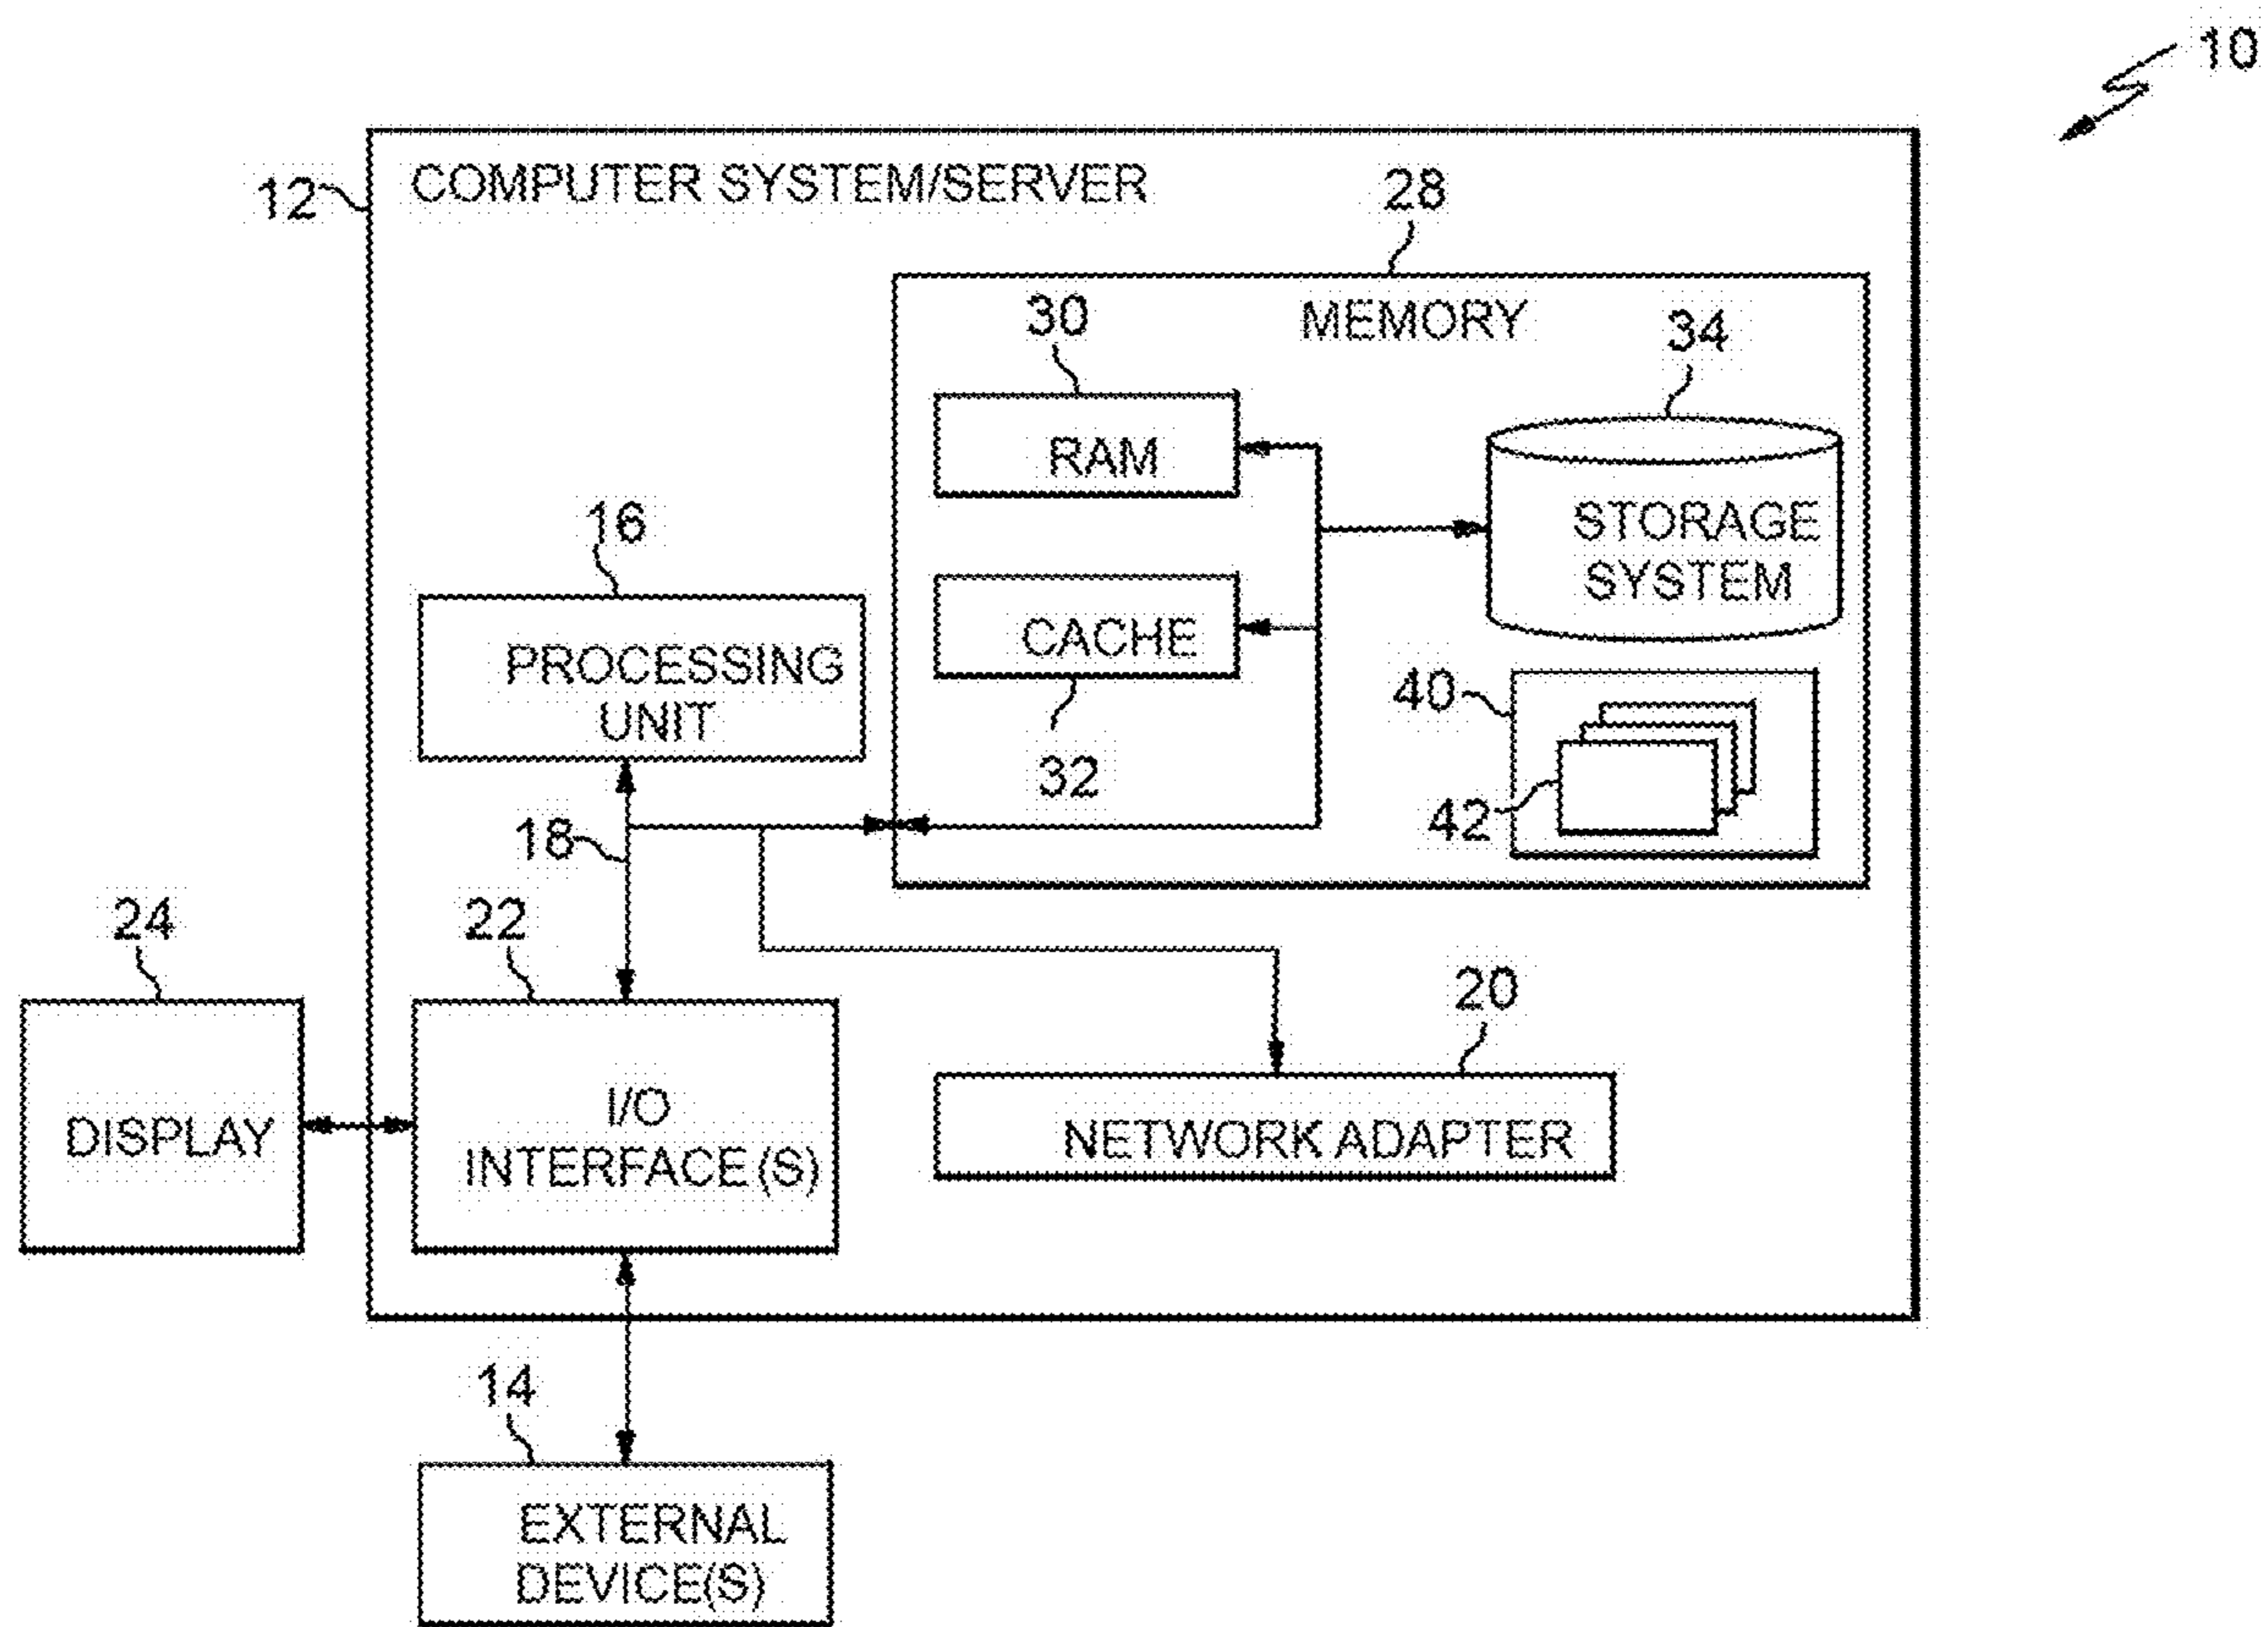 10
12
COMPUTER SYSTEM/SERVER
28
MEMORY
30
34
RAM
STORAGE
SYSTEM
16
CACHE
PROCESSING
UNIT
32
40
42
18
24
22
20
DISPLAY
I/O
INTERFACE(S)
NETWORK ADAPTER
14
EXTERNAL
DEVICE(S)